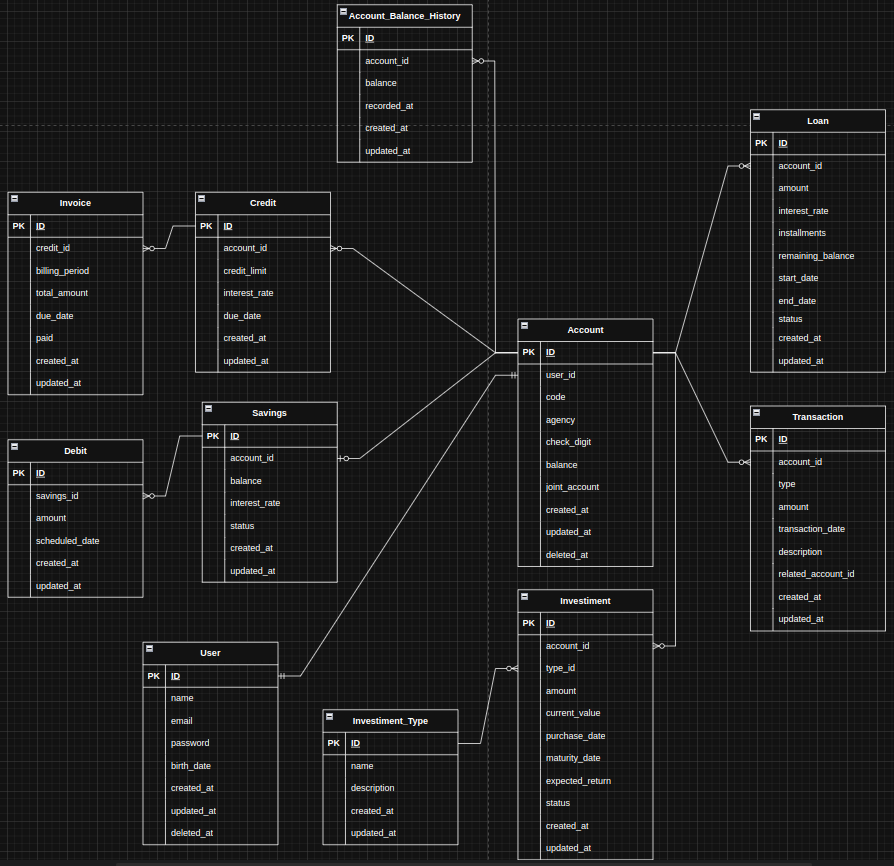 Account_Balance_History
PK ID
account_id
balance
recorded_at
created_at
updated_at
Loan
PK ID
account_id
amount
interest_rate
installments
remaining_balance
start_date
end_date
status
created_at
updated_at
Invoice
PK ID
credit_id
billing_period
total_amount
due_date
paid
created_at
updated_at
Credit
PK ID
account_id
credit_limit
interest_rate
due_date
created_at
updated_at
Account
PK ID
user_id
code
agency
check_digit
balance
joint_account
created_at
updated_at
deleted_at
Savings
PK ID
account_id
balance
interest_rate
status
created_at
updated_at
Transaction
PK ID
account_id
type
amount
transaction_date
description
related_account_id
created_at
updated_at
Debit
PK ID
savings_id
amount
scheduled_date
created_at
updated_at
Investiment
PK ID
account_id
type_id
amount
current_value
purchase_date
maturity_date
expected_return
status
created_at
updated_at
User
PK ID
name
email
password
birth_date
created_at
updated_at
deleted_at
Investiment_Type
PK ID
name
description
created_at
updated_at